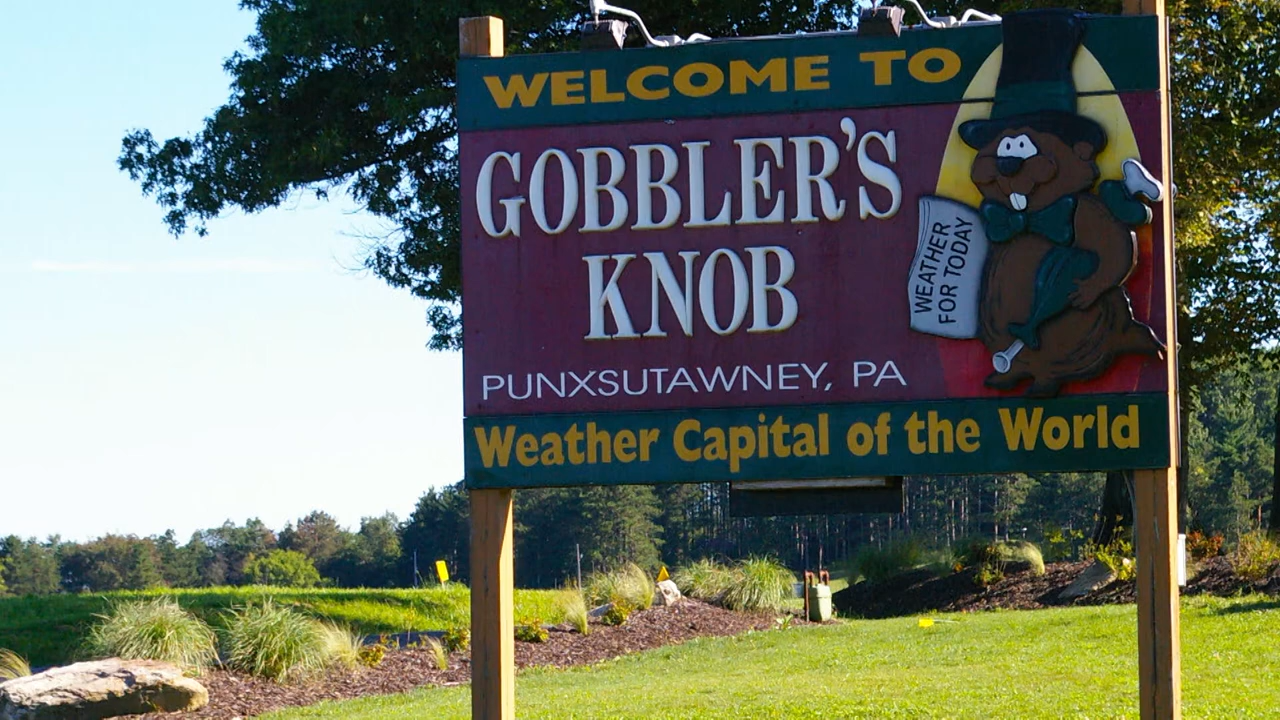 WELCOME TO
GOBBLER'S
KNOB
PUNXSUTAWNEY, PA
Weather Capital of the World
WEATHER
FOR TODAY